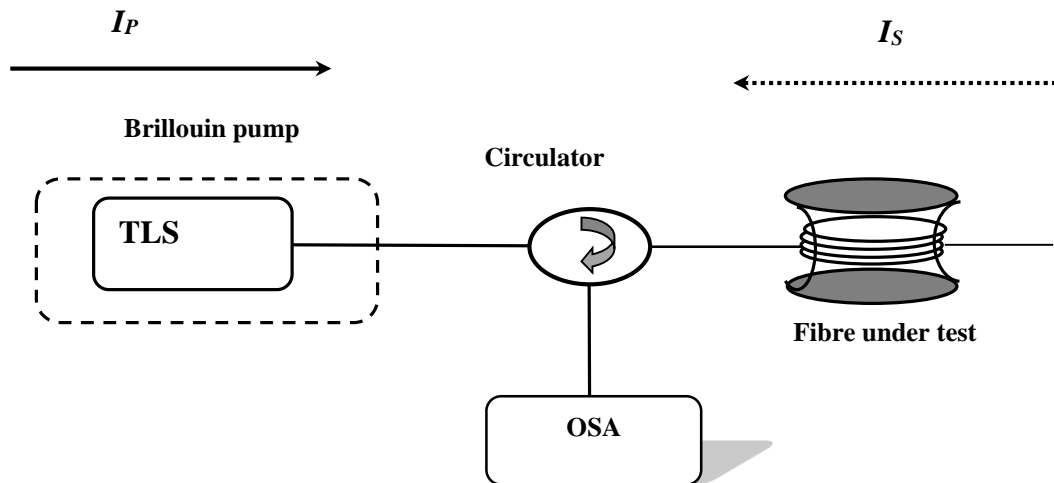 I_P
I_S
Brillouin pump
Circulator
TLS
Fibre under test
OSA